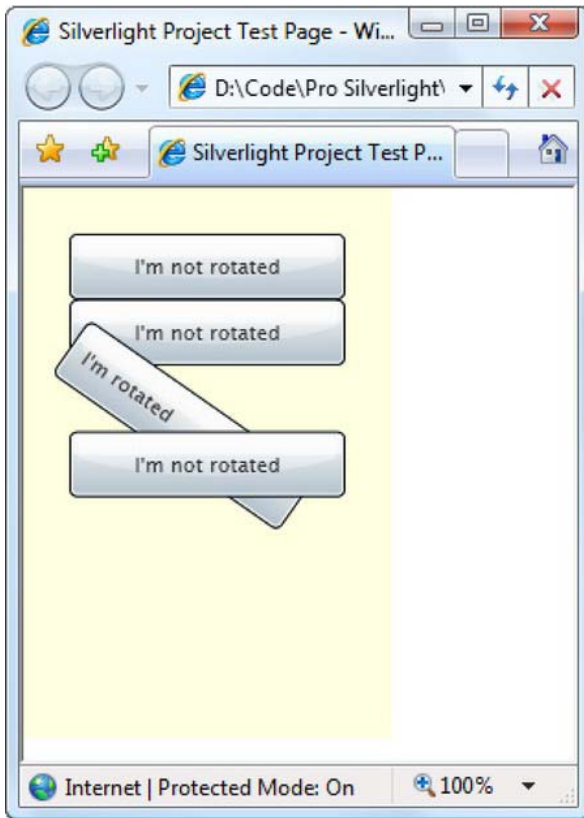 Silverlight Project Test Page - Wi...
D:\Code\Pro Silverlight\
Silverlight Project Test P...
I'm not rotated
I'm not rotated
I'm rotated
I'm not rotated
Internet | Protected Mode: On
100%